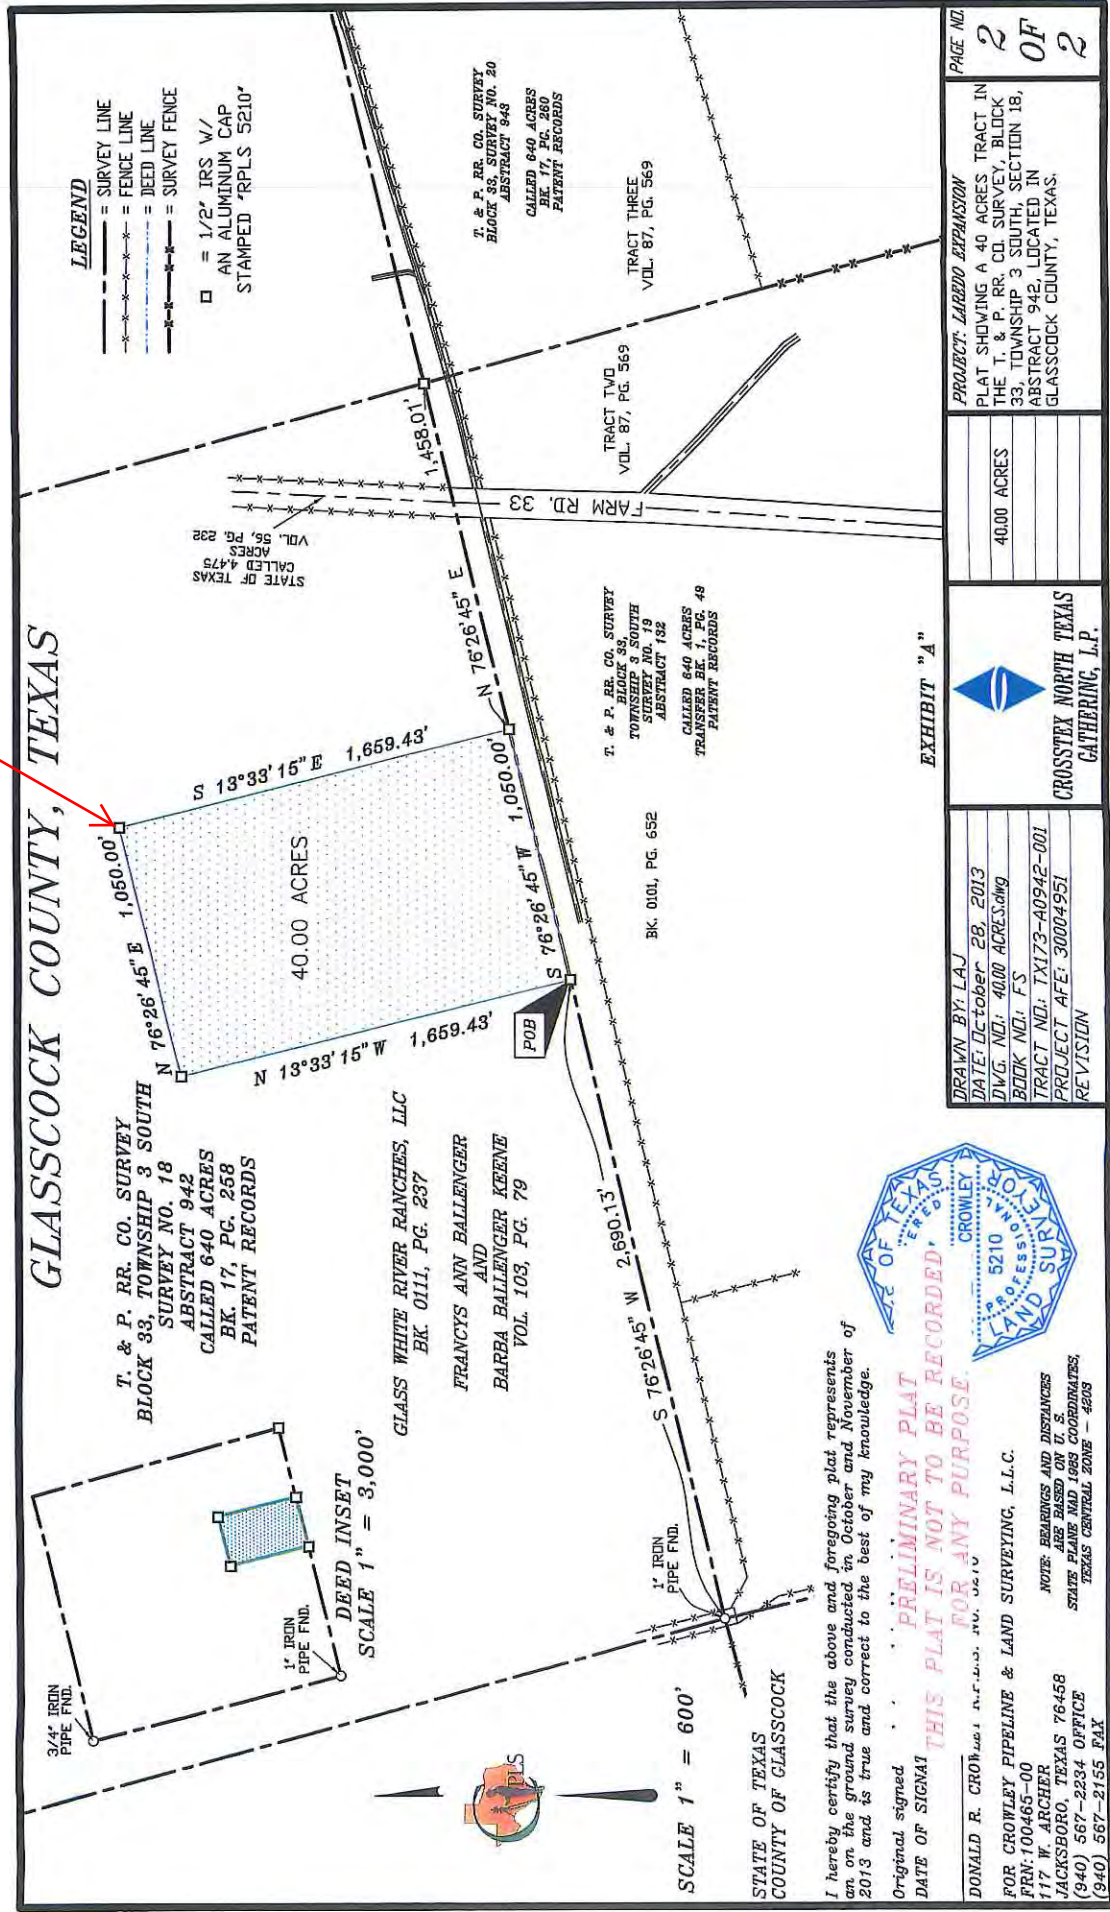 GLASSCOCK COUNTY, TEXAS
LEGEND
= SURVEY LINE
= FENCE LINE
= DEED LINE
= SURVEY FENCE
= 1/2" IRS W/
AN ALUMINUM CAP
STAMPED "RPLS 5210"
3/4" IRON
PIPE FND.
1" IRON
PIPE FND.
DEED INSET
SCALE 1" = 3,000'
T. & P. RR. CO. SURVEY
BLOCK 33, TOWNSHIP 3 SOUTH
SURVEY NO. 18
ABSTRACT 942
CALLED 640 ACRES
BK. 17, PG. 258
PATENT RECORDS
GLASS WHITE RIVER RANCHES, LLC
BK. 0111, PG. 237
FRANCYS ANN BALLENGER
AND
BARBA BALLENGER KEENE
VOL. 103, PG. 79
N 76°26'45" E 1,050.00'
S 13°33'15" E 1,659.43'
40.00 ACRES
N 13°33'15" W 1,659.43'
S 76°26'45" W 1,050.00'
POB
N 76°26'45" E
1,458.01'
STATE OF TEXAS
CALLED 4.475
ACRES
VOL. 56, PG. 232
FARM RD. 33
T. & P. RR. CO. SURVEY
BLOCK 33, SURVEY NO. 20
ABSTRACT 943
CALLED 640 ACRES
BK. 17, PG. 260
PATENT RECORDS
TRACT THREE
VOL. 87, PG. 569
TRACT TWO
VOL. 87, PG. 569
T. & P. RR. CO. SURVEY
BLOCK 33,
TOWNSHIP 3 SOUTH
SURVEY NO. 19
ABSTRACT 132
CALLED 640 ACRES
TRANSFER BK. 1, PG. 49
PATENT RECORDS
BK. 0101, PG. 652
S 76°26'45" W 2,690.13'
1" IRON
PIPE FND.
PLS
SCALE 1" = 600'
STATE OF TEXAS
COUNTY OF GLASSCOCK
I hereby certify that the above and foregoing plat represents
an on the ground survey conducted in October and November of
2013 and is true and correct to the best of my knowledge.
Original signed
DATE OF SIGNAT
PRELIMINARY PLAT
THIS PLAT IS NOT TO BE RECORDED
FOR ANY PURPOSE.
DONALD R. CROWLEY R.P.L.S. NO. 5210
FOR CROWLEY PIPELINE & LAND SURVEYING, L.L.C.
FRN:100465-00
117 W. ARCHER
JACKSBORO, TEXAS 76458
(940) 567-2234 OFFICE
(940) 567-2155 FAX
NOTE: BEARINGS AND DISTANCES
ARE BASED ON U. S.
STATE PLANE NAD 1983 COORDINATES,
TEXAS CENTRAL ZONE - 4203
E OF TEXAS
ERED
CROWLEY
5210
PROFESSIONAL
LAND SURVEYOR
EXHIBIT "A"
DRAWN BY: LAJ
DATE: October 28, 2013
DWG. NO.: 40.00 ACRES.dwg
BOOK NO.: FS
TRACT NO.: TX173-A0942-001
PROJECT AFE: 30004951
REVISION
CROSSTEX NORTH TEXAS
GATHERING, L.P.
40.00 ACRES
PROJECT: LAREDO EXPANSION
PLAT SHOWING A 40 ACRES TRACT IN
THE T. & P. RR. CO. SURVEY, BLOCK
33, TOWNSHIP 3 SOUTH, SECTION 18,
ABSTRACT 942, LOCATED IN
GLASSCOCK COUNTY, TEXAS.
PAGE NO.
2
OF
2